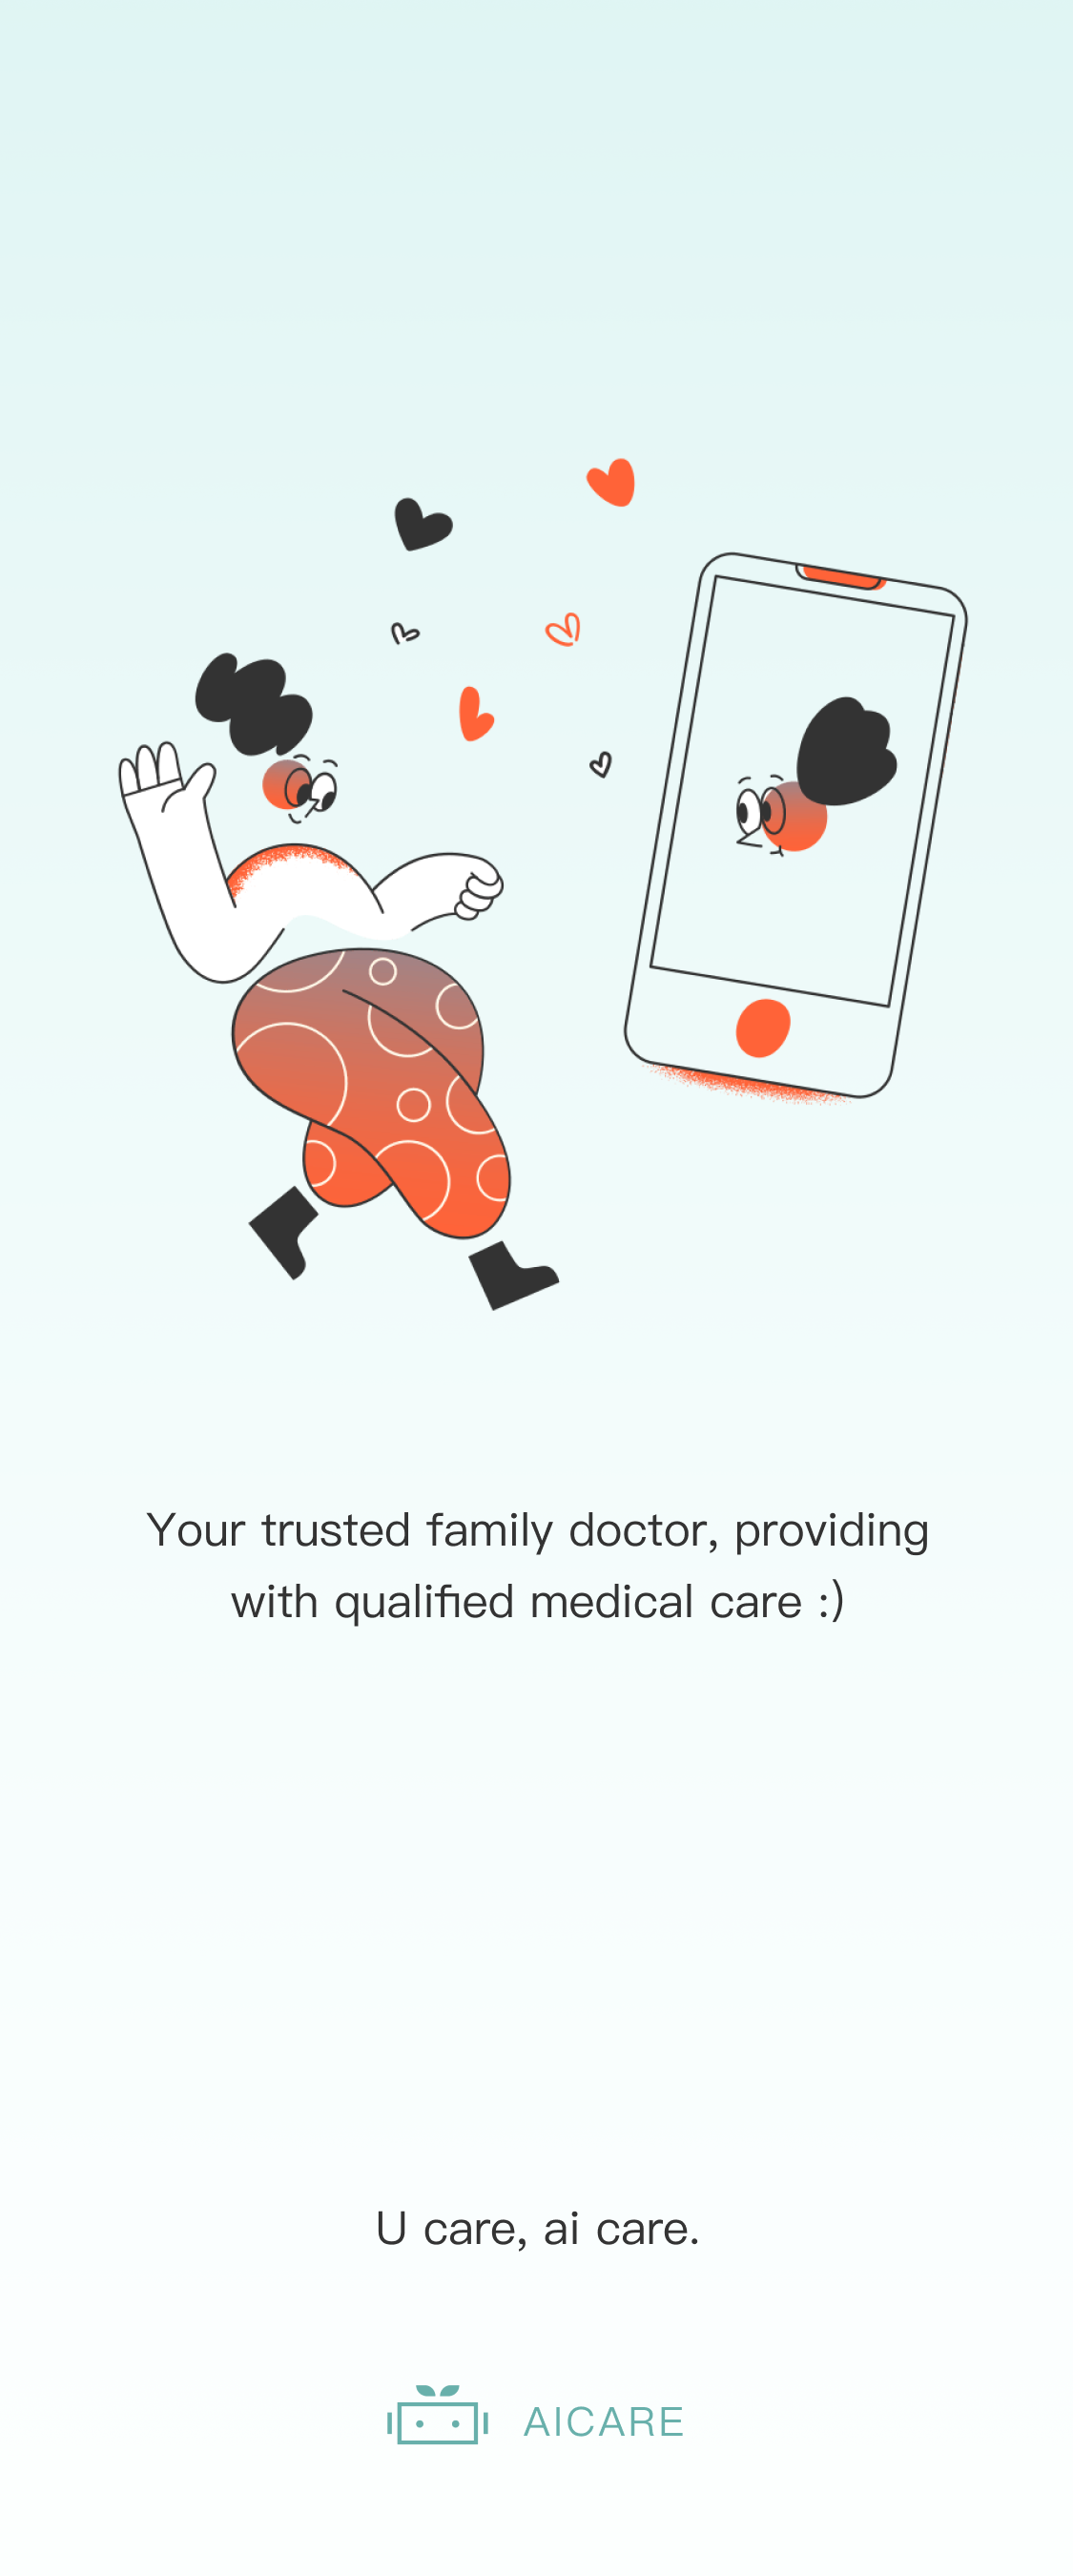 Your trusted family doctor, providing
with qualified medical care :)
U care, ai care.
AICARE